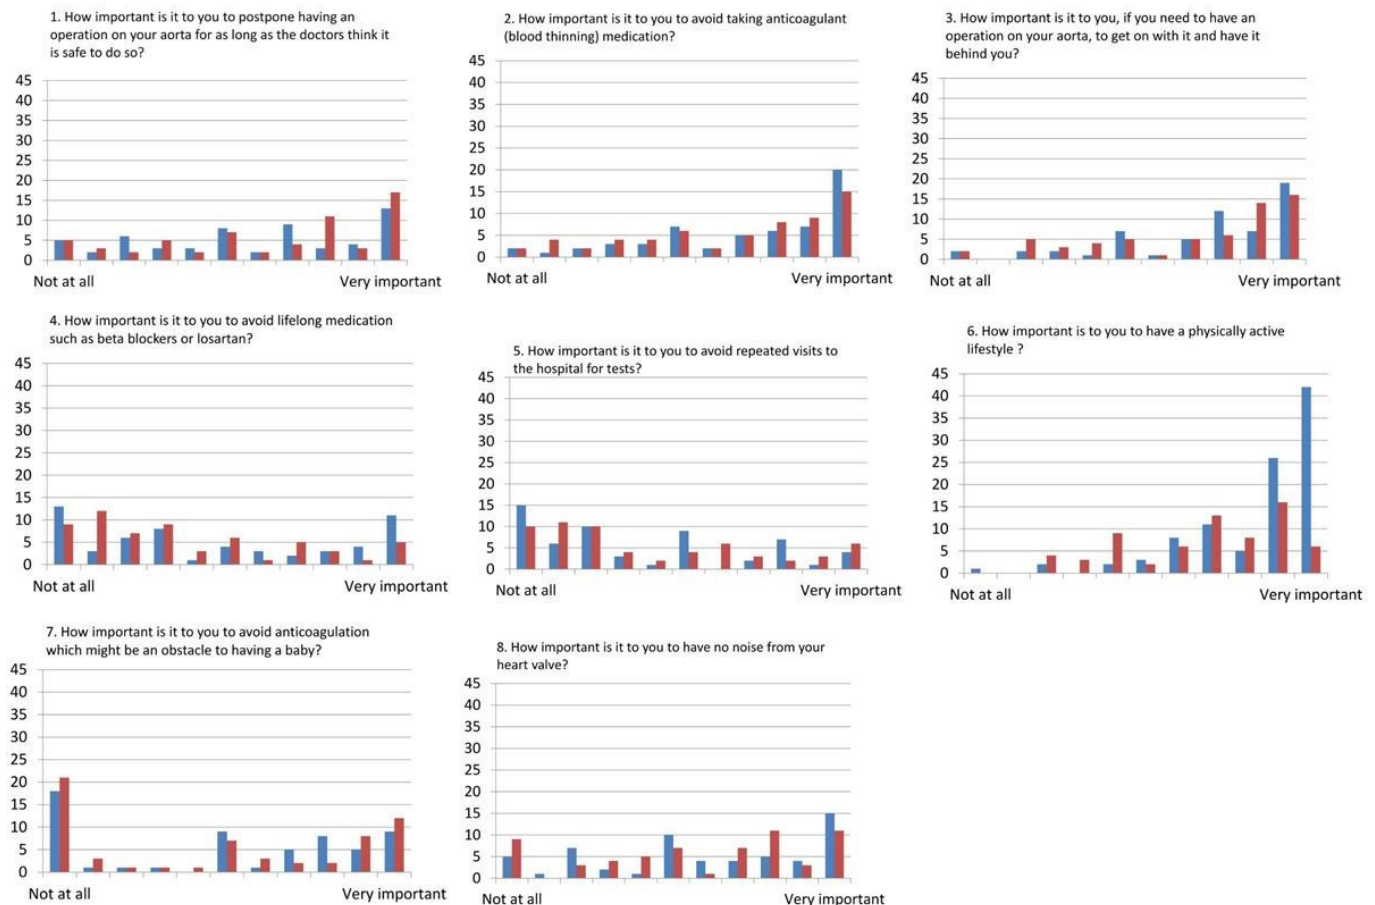 1. How important is it to you to postpone having an
operation on your aorta for as long as the doctors think it
is safe to do so?
45
40
35
30
25
20
15
10
5
0
Not at all
Very important
2. How important is it to you to avoid taking anticoagulant
(blood thinning) medication?
45
40
35
30
25
20
15
10
5
0
Not at all
Very important
3. How important is it to you, if you need to have an
operation on your aorta, to get on with it and have it
behind you?
45
40
35
30
25
20
15
10
5
0
Not at all
Very important
4. How important is it to you to avoid lifelong medication
such as beta blockers or losartan?
45
40
35
30
25
20
15
10
5
0
Not at all
Very important
5. How important is it to you to avoid repeated visits to
the hospital for tests?
45
40
35
30
25
20
15
10
5
0
Not at all
Very important
6. How important is to you to have a physically active
lifestyle ?
45
40
35
30
25
20
15
10
5
0
Not at all
Very important
7. How important is it to you to avoid anticoagulation
which might be an obstacle to having a baby?
45
40
35
30
25
20
15
10
5
0
Not at all
Very important
8. How important is it to you to have no noise from your
heart valve?
45
40
35
30
25
20
15
10
5
0
Not at all
Very important